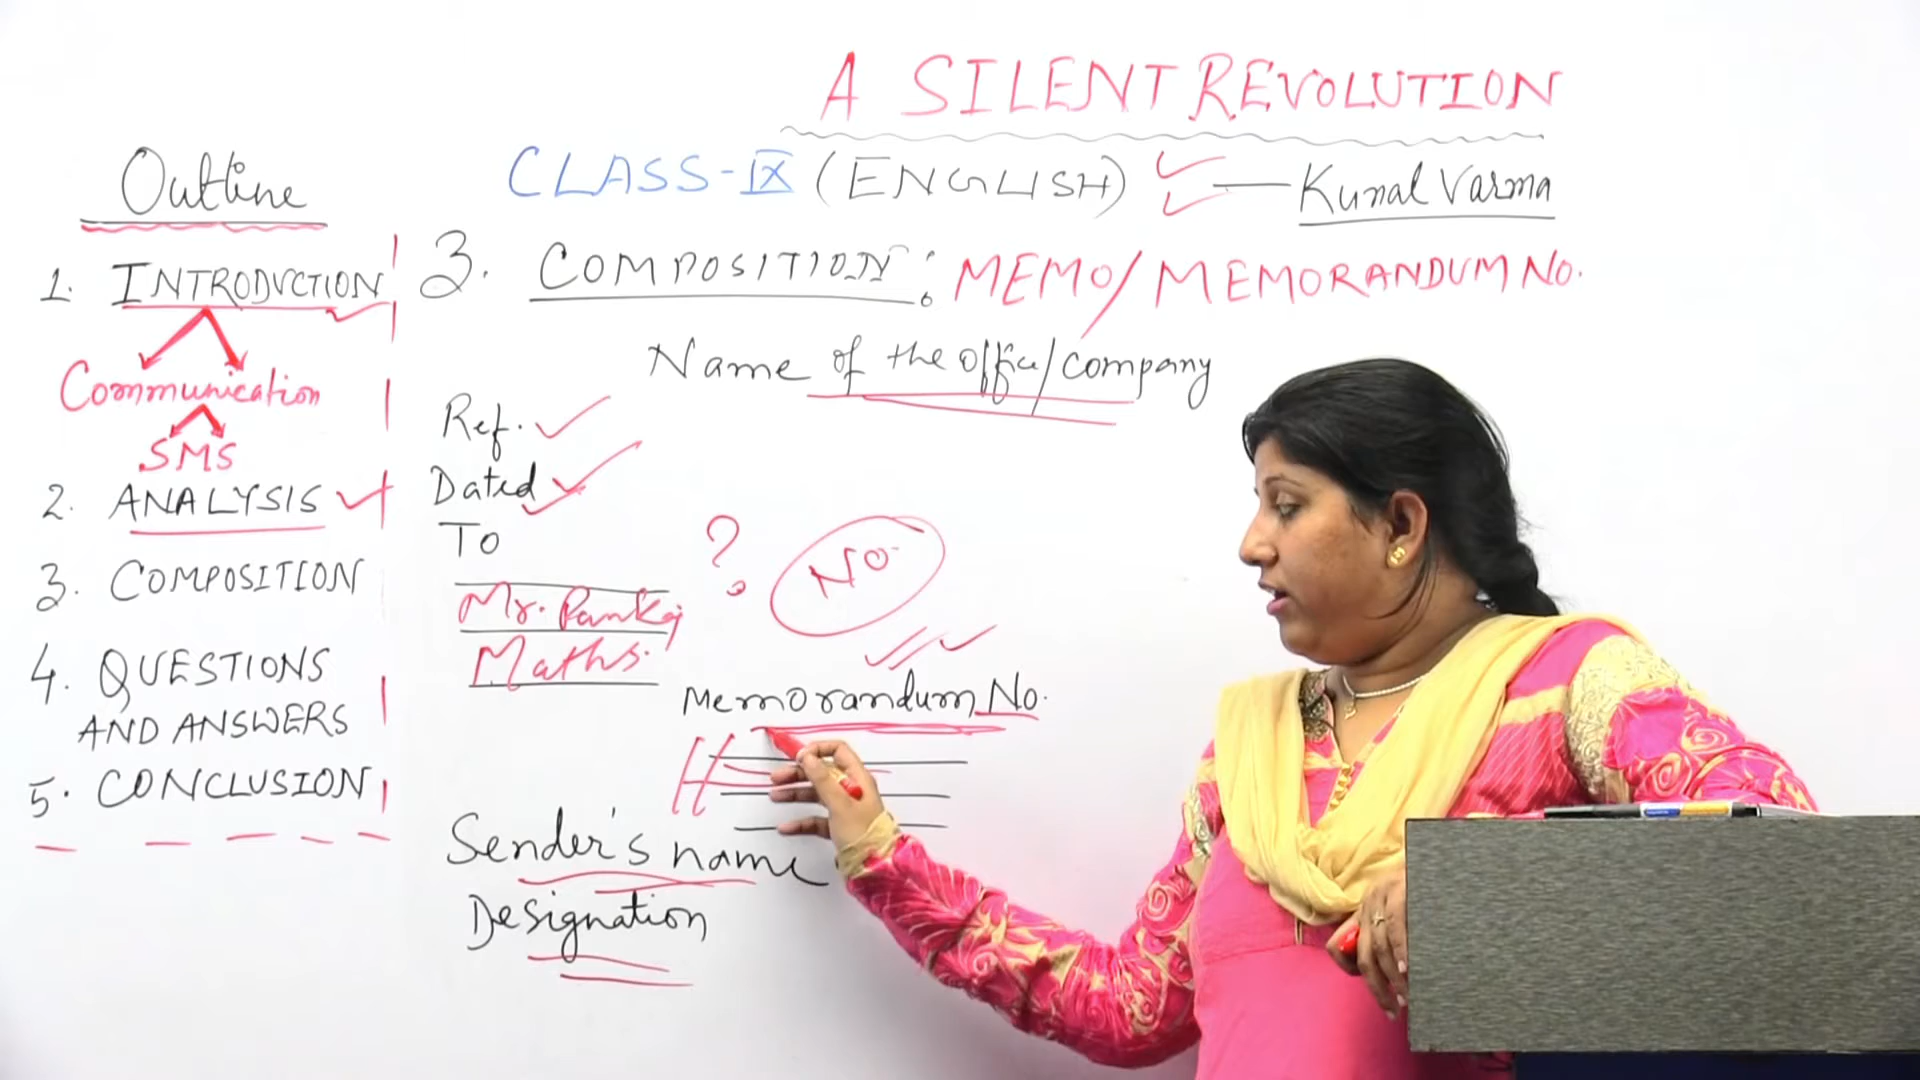 A SILENT REVOLUTION
CLASS-IX (ENGLISH) — Kunal Varma
Outline
1. INTRODUCTION
Communication
SMS
2. ANALYSIS
3. COMPOSITION
4. QUESTIONS
AND ANSWERS
5. CONCLUSION
3. COMPOSITION: MEMO/MEMORANDUM NO.
Name of the office/company
Ref.
Dated
To
Mr. Pankaj
Maths.
?
NO
Memorandum No.
Sender's name
Designation